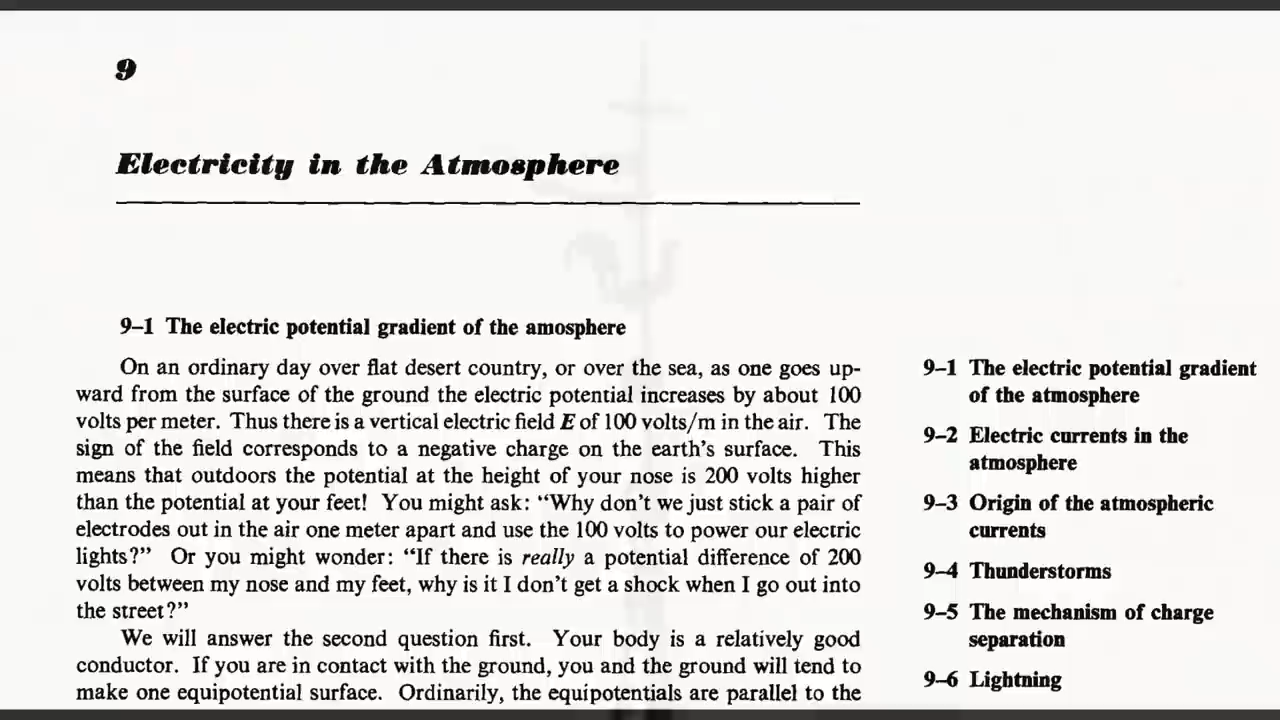 9
Electricity in the Atmosphere
9–1 The electric potential gradient of the amosphere
On an ordinary day over flat desert country, or over the sea, as one goes up-
ward from the surface of the ground the electric potential increases by about 100
volts per meter. Thus there is a vertical electric field E of 100 volts/m in the air. The
sign of the field corresponds to a negative charge on the earth's surface. This
means that outdoors the potential at the height of your nose is 200 volts higher
than the potential at your feet! You might ask: "Why don't we just stick a pair of
electrodes out in the air one meter apart and use the 100 volts to power our electric
lights?" Or you might wonder: "If there is really a potential difference of 200
volts between my nose and my feet, why is it I don't get a shock when I go out into
the street?"
We will answer the second question first. Your body is a relatively good
conductor. If you are in contact with the ground, you and the ground will tend to
make one equipotential surface. Ordinarily, the equipotentials are parallel to the
9–1 The electric potential gradient
of the atmosphere
9–2 Electric currents in the
atmosphere
9–3 Origin of the atmospheric
currents
9–4 Thunderstorms
9–5 The mechanism of charge
separation
9–6 Lightning